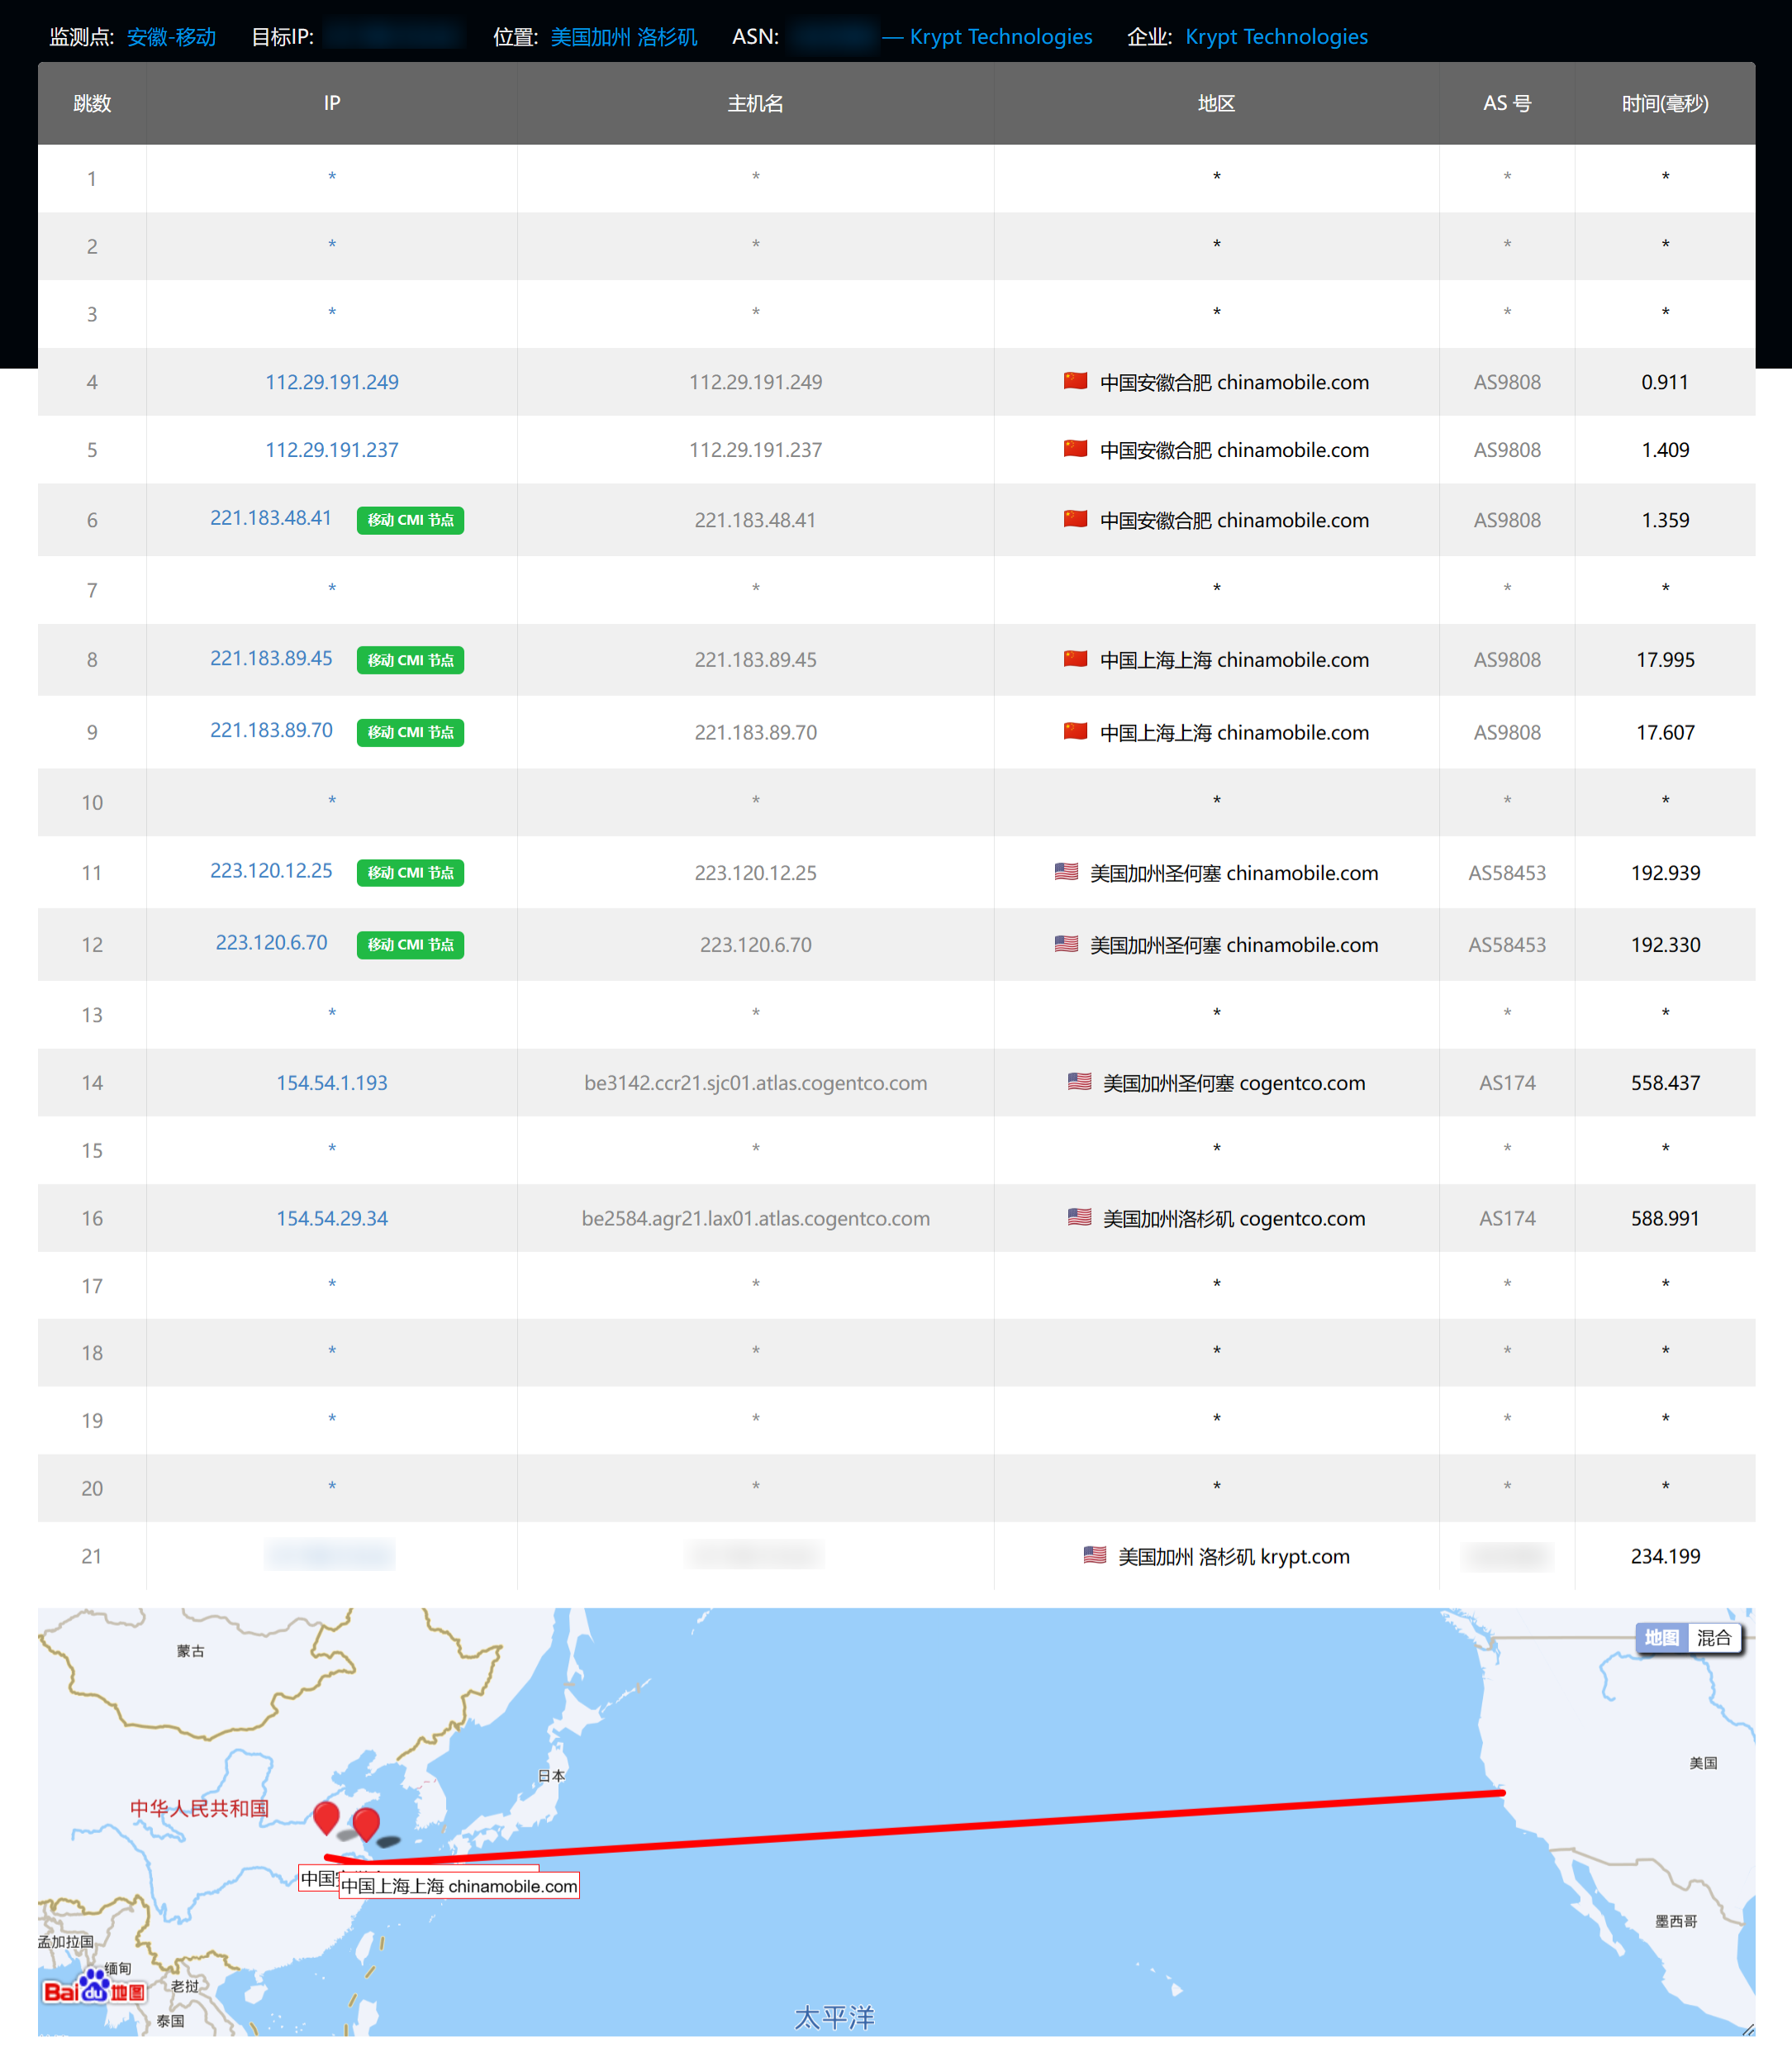 监测点: 安徽-移动 目标IP: 位置: 美国加州 洛杉矶 ASN: — Krypt Technologies 企业: Krypt Technologies
跳数 IP 主机名 地区 AS 号 时间(毫秒)
1 * * * * *
2 * * * * *
3 * * * * *
4 112.29.191.249 112.29.191.249 中国安徽合肥 chinamobile.com AS9808 0.911
5 112.29.191.237 112.29.191.237 中国安徽合肥 chinamobile.com AS9808 1.409
6 221.183.48.41 移动 CMI 节点 221.183.48.41 中国安徽合肥 chinamobile.com AS9808 1.359
7 * * * * *
8 221.183.89.45 移动 CMI 节点 221.183.89.45 中国上海上海 chinamobile.com AS9808 17.995
9 221.183.89.70 移动 CMI 节点 221.183.89.70 中国上海上海 chinamobile.com AS9808 17.607
10 * * * * *
11 223.120.12.25 移动 CMI 节点 223.120.12.25 美国加州圣何塞 chinamobile.com AS58453 192.939
12 223.120.6.70 移动 CMI 节点 223.120.6.70 美国加州圣何塞 chinamobile.com AS58453 192.330
13 * * * * *
14 154.54.1.193 be3142.ccr21.sjc01.atlas.cogentco.com 美国加州圣何塞 cogentco.com AS174 558.437
15 * * * * *
16 154.54.29.34 be2584.agr21.lax01.atlas.cogentco.com 美国加州洛杉矶 cogentco.com AS174 588.991
17 * * * * *
18 * * * * *
19 * * * * *
20 * * * * *
21 美国加州 洛杉矶 krypt.com 234.199
地图 混合
蒙古
美国
日本
中华人民共和国
中国
中国上海上海 chinamobile.com
墨西哥
孟加拉国
缅甸
老挝
Bai du 地图
太平洋
泰国